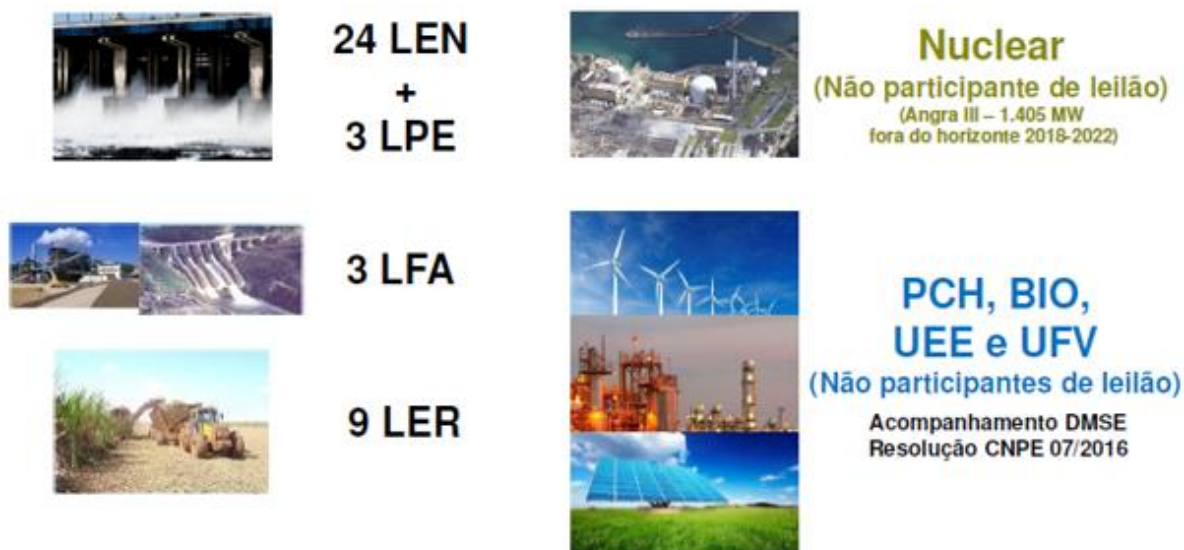 24 LEN
+
3 LPE
Nuclear
(Não participante de leilão)
(Angra III – 1.405 MW
fora do horizonte 2018-2022)
3 LFA
9 LER
PCH, BIO,
UEE e UFV
(Não participantes de leilão)
Acompanhamento DMSE
Resolução CNPE 07/2016